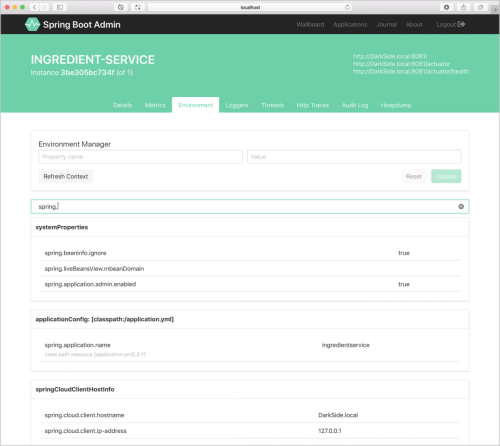 localhost
Spring Boot Admin
Wallboard Applications Journal About Logout
INGREDIENT-SERVICE
Instance 3be305bc734f (of 1)
http://DarkSide.local:8081/
http://DarkSide.local:8081/actuator
http://DarkSide.local:8081/actuator/health
Details Metrics Environment Loggers Threads Http Traces Audit Log Heapdump
Environment Manager
Property name Value
Refresh Context Reset Update
spring.
systemProperties
spring.beaninfo.ignore true
spring.liveBeansView.mbeanDomain
spring.application.admin.enabled true
applicationConfig: [classpath:/application.yml]
spring.application.name ingredientservice
class path resource [application.yml]:3:11
springCloudClientHostInfo
spring.cloud.client.hostname DarkSide.local
spring.cloud.client.ip-address 127.0.0.1